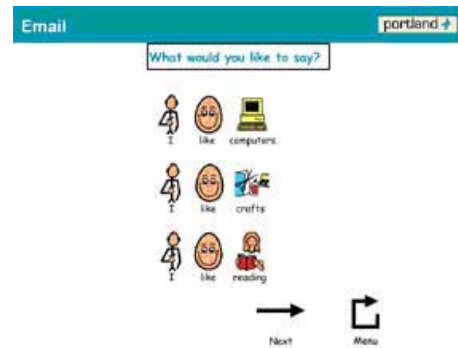 Email
portland
What would you like to say?
I like computers
I like crafts
I like reading
Next Menu